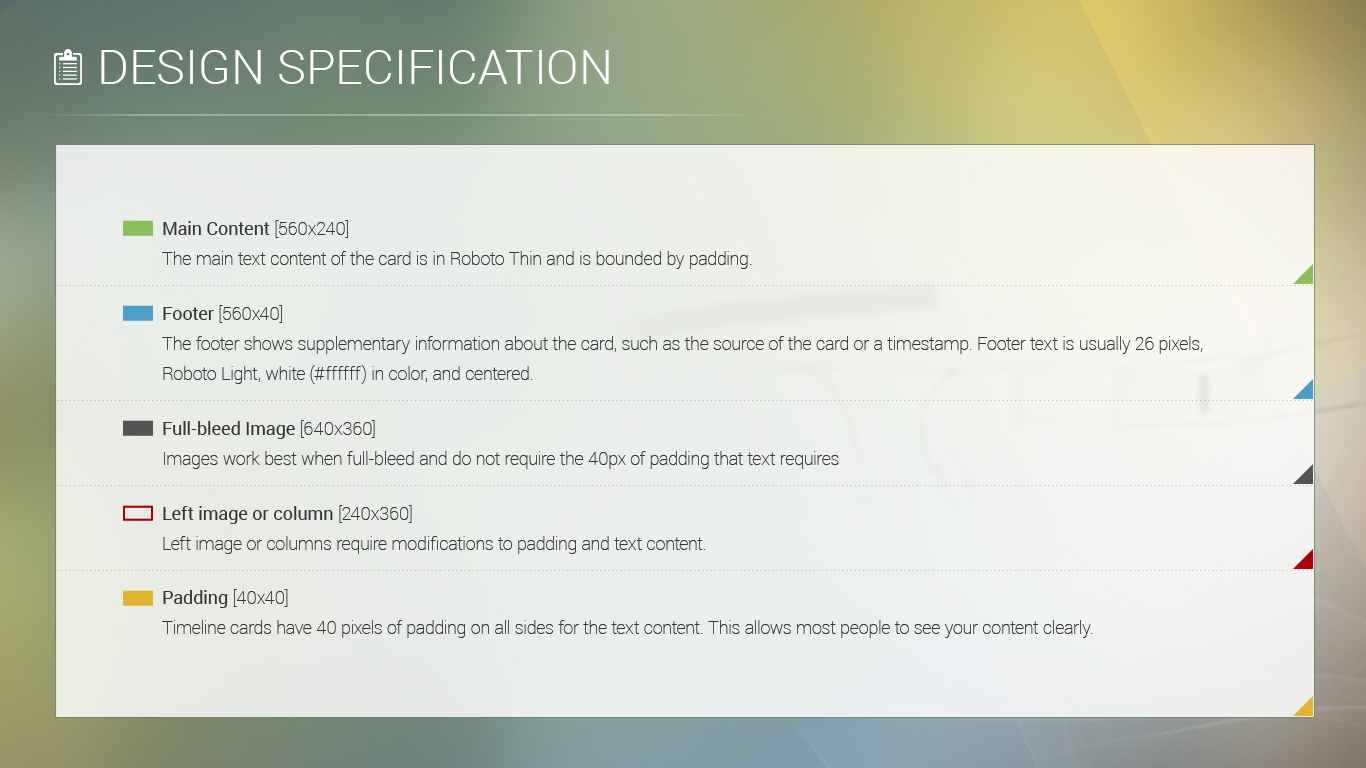 DESIGN SPECIFICATION
Main Content [560x240]
The main text content of the card is in Roboto Thin and is bounded by padding.
Footer [560x40]
The footer shows supplementary information about the card, such as the source of the card or a timestamp. Footer text is usually 26 pixels,
Roboto Light, white (#ffffff) in color, and centered.
Full-bleed Image [640x360]
Images work best when full-bleed and do not require the 40px of padding that text requires
Left image or column [240x360]
Left image or columns require modifications to padding and text content.
Padding [40x40]
Timeline cards have 40 pixels of padding on all sides for the text content. This allows most people to see your content clearly.